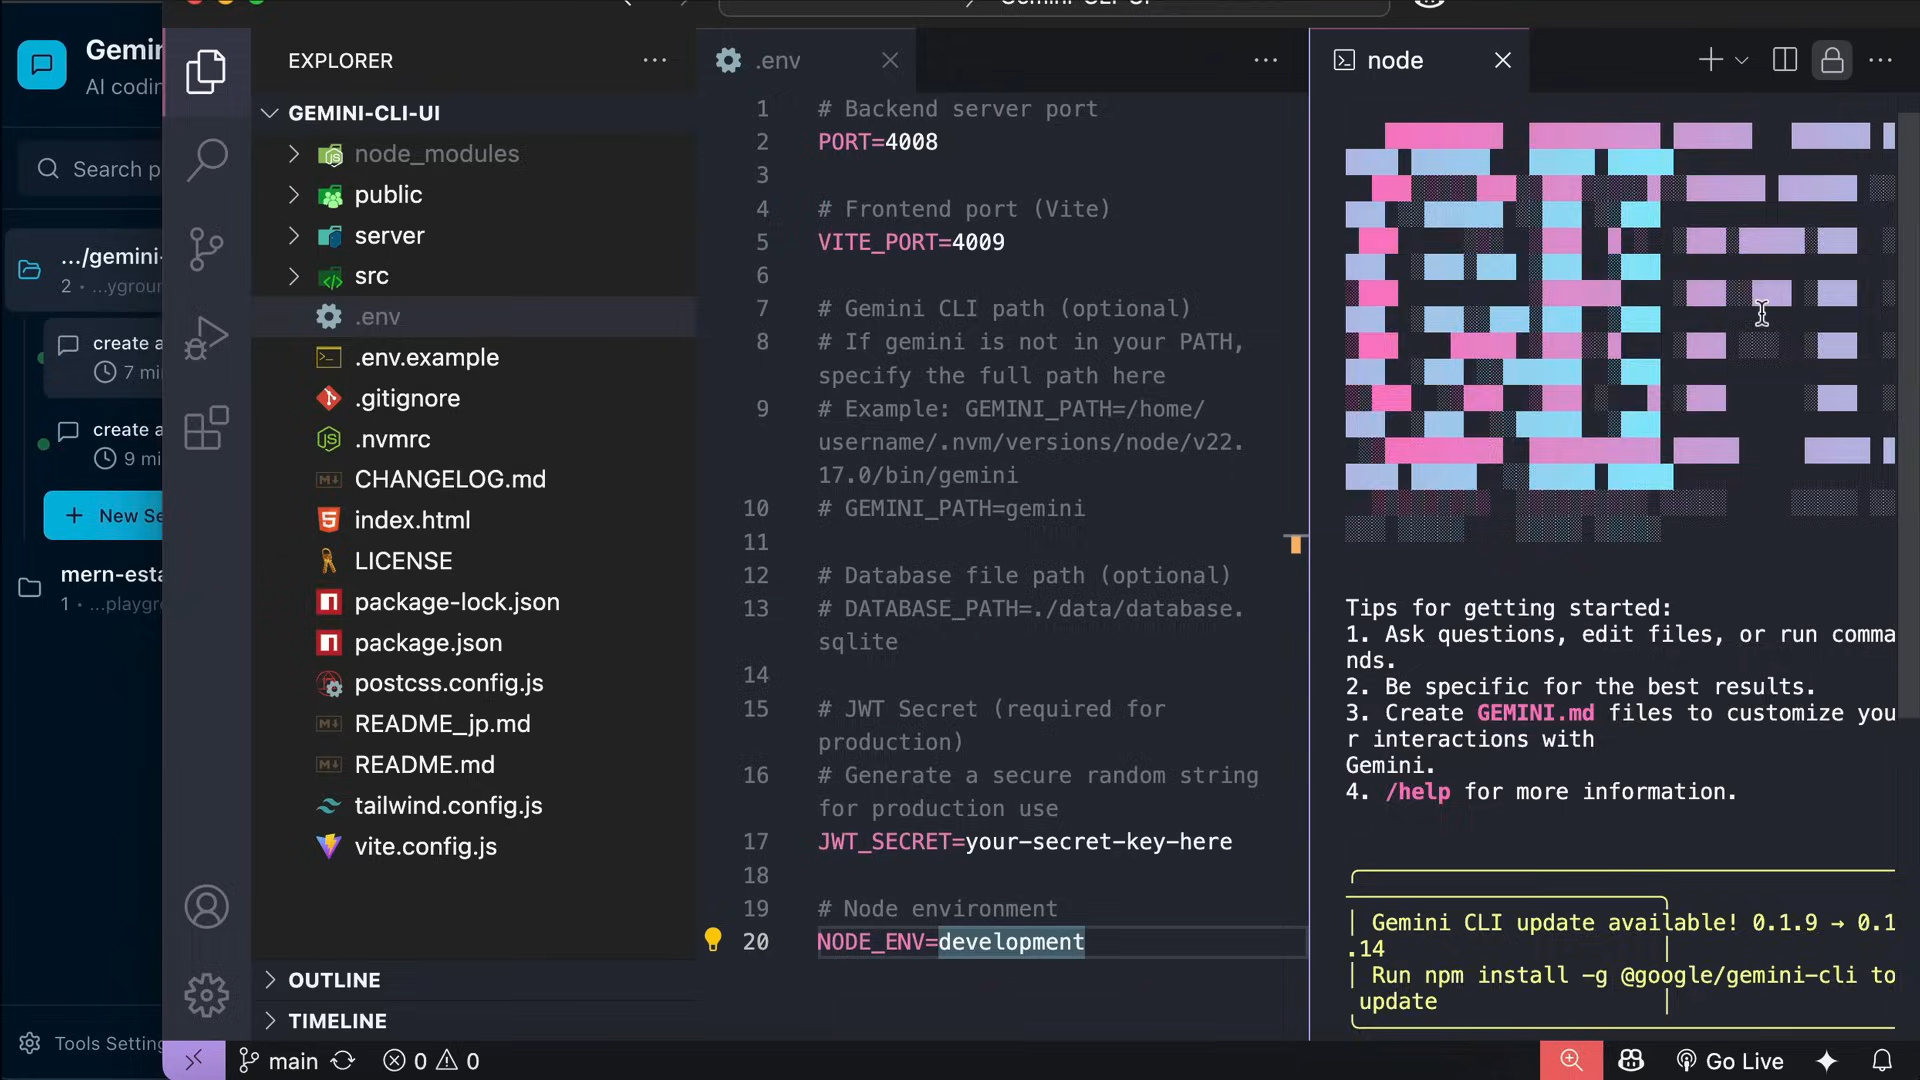 Gemin
AI codin
Search p
.../gemini-
2 • ...yground
create a
7 mi
create a
9 mi
+ New Se
mern-esta
1 • ...playgro
Tools Setting
Gemini-CLI-UI
EXPLORER
GEMINI-CLI-UI
node_modules
public
server
src
.env
.env.example
.gitignore
.nvmrc
CHANGELOG.md
index.html
LICENSE
package-lock.json
package.json
postcss.config.js
README_jp.md
README.md
tailwind.config.js
vite.config.js
OUTLINE
TIMELINE
.env
1 # Backend server port
2 PORT=4008
3
4 # Frontend port (Vite)
5 VITE_PORT=4009
6
7 # Gemini CLI path (optional)
8 # If gemini is not in your PATH,
specify the full path here
9 # Example: GEMINI_PATH=/home/
username/.nvm/versions/node/v22.
17.0/bin/gemini
10 # GEMINI_PATH=gemini
11
12 # Database file path (optional)
13 # DATABASE_PATH=./data/database.
sqlite
14
15 # JWT Secret (required for
production)
16 # Generate a secure random string
for production use
17 JWT_SECRET=your-secret-key-here
18
19 # Node environment
20 NODE_ENV=development
node
Tips for getting started:
1. Ask questions, edit files, or run comma
nds.
2. Be specific for the best results.
3. Create GEMINI.md files to customize you
r interactions with
Gemini.
4. /help for more information.
Gemini CLI update available! 0.1.9 → 0.1
.14
Run npm install -g @google/gemini-cli to
update
main
0 0
Go Live